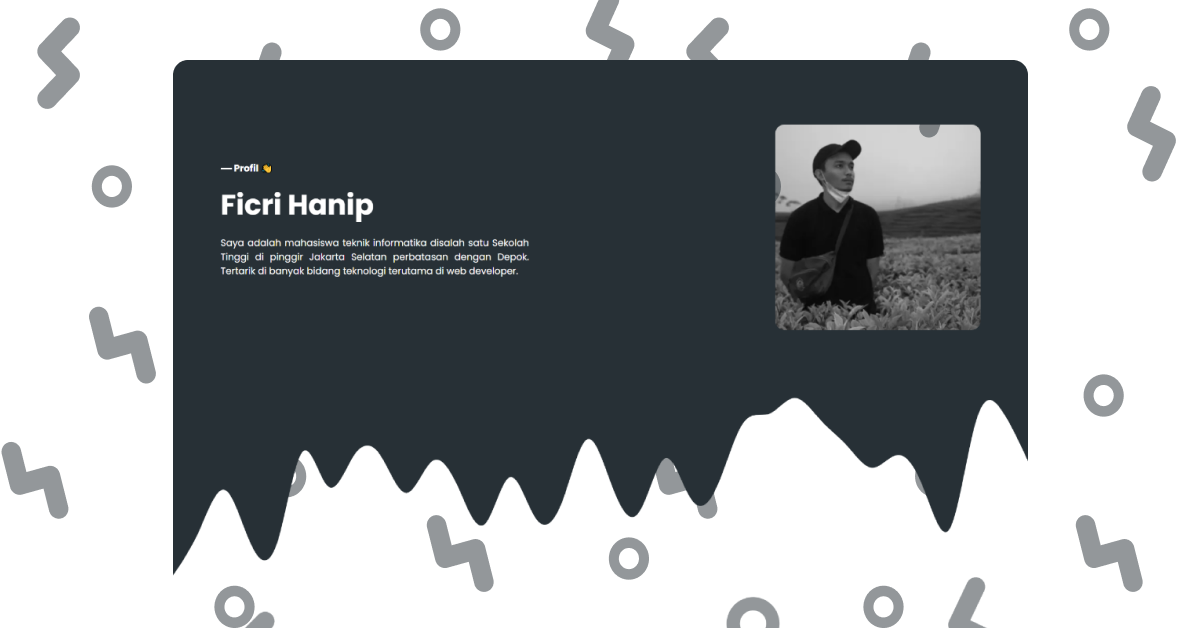 — Profil 👏
Ficri Hanip
Saya adalah mahasiswa teknik informatika disalah satu Sekolah
Tinggi di pinggir Jakarta Selatan perbatasan dengan Depok.
Tertarik di banyak bidang teknologi terutama di web developer.